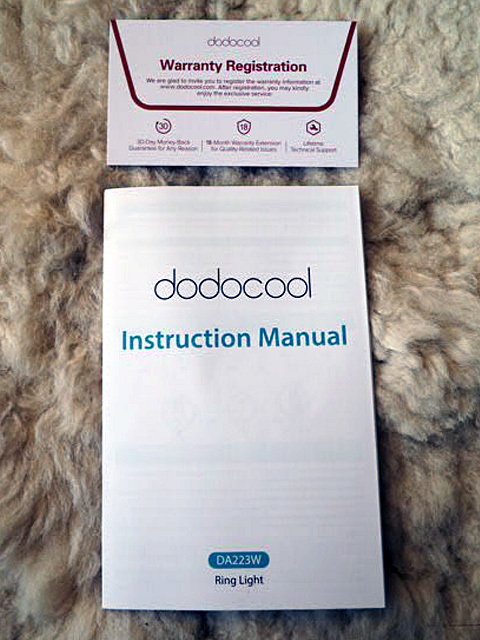 dodocool
Warranty Registration
We are glad to invite you to register the warranty information at
www.dodocool.com. After registration, you may kindly
enjoy the exclusive service:
30
18
30-Day Money-Back
Guarantee for Any Reason
18-Month Warranty Extension
for Quality-Related Issues
Lifetime
Technical Support
dodocool
Instruction Manual
DA223W
Ring Light